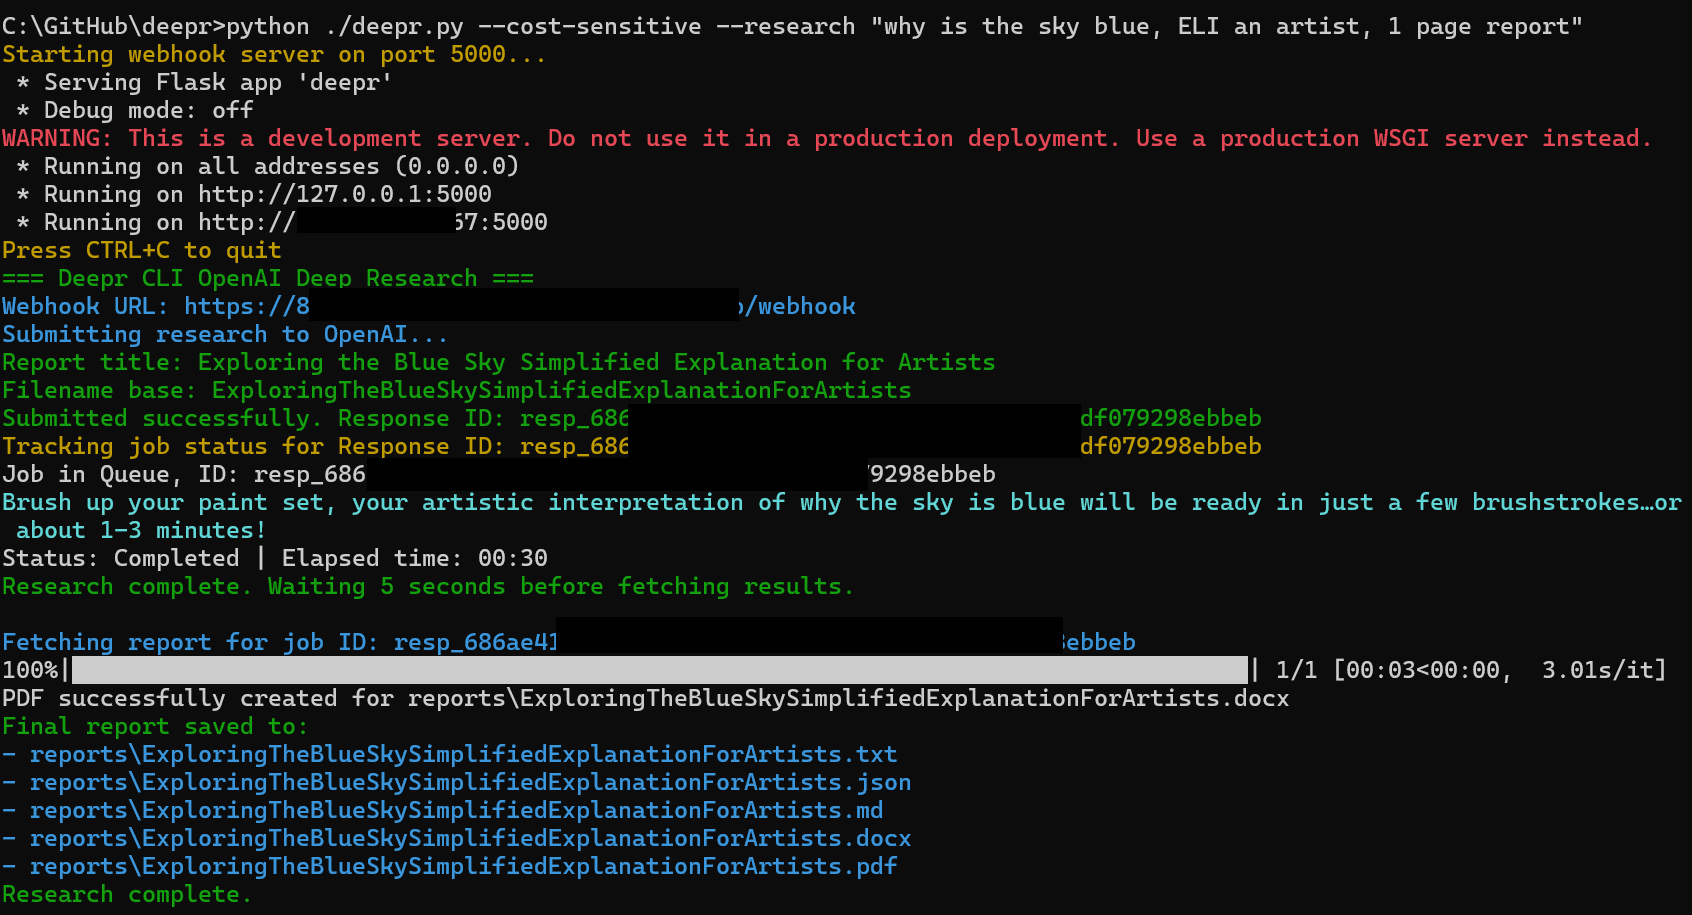 C:\GitHub\deepr>python ./deepr.py --cost-sensitive --research "why is the sky blue, ELI an artist, 1 page report"
Starting webhook server on port 5000...
 * Serving Flask app 'deepr'
 * Debug mode: off
WARNING: This is a development server. Do not use it in a production deployment. Use a production WSGI server instead.
 * Running on all addresses (0.0.0.0)
 * Running on http://127.0.0.1:5000
 * Running on http:// 67:5000
Press CTRL+C to quit
=== Deepr CLI OpenAI Deep Research ===
Webhook URL: https://8 /webhook
Submitting research to OpenAI...
Report title: Exploring the Blue Sky Simplified Explanation for Artists
Filename base: ExploringTheBlueSkySimplifiedExplanationForArtists
Submitted successfully. Response ID: resp_686 df079298ebbeb
Tracking job status for Response ID: resp_686 df079298ebbeb
Job in Queue, ID: resp_686 9298ebbeb
Brush up your paint set, your artistic interpretation of why the sky is blue will be ready in just a few brushstrokes…or
 about 1-3 minutes!
Status: Completed | Elapsed time: 00:30
Research complete. Waiting 5 seconds before fetching results.
Fetching report for job ID: resp_686ae41 ebbeb
100%| | 1/1 [00:03<00:00,  3.01s/it]
PDF successfully created for reports\ExploringTheBlueSkySimplifiedExplanationForArtists.docx
Final report saved to:
- reports\ExploringTheBlueSkySimplifiedExplanationForArtists.txt
- reports\ExploringTheBlueSkySimplifiedExplanationForArtists.json
- reports\ExploringTheBlueSkySimplifiedExplanationForArtists.md
- reports\ExploringTheBlueSkySimplifiedExplanationForArtists.docx
- reports\ExploringTheBlueSkySimplifiedExplanationForArtists.pdf
Research complete.